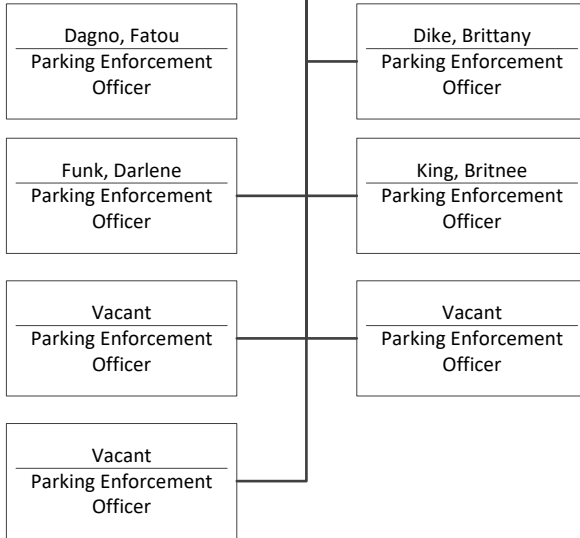 Dagno, Fatou
Parking Enforcement
Officer
Dike, Brittany
Parking Enforcement
Officer
Funk, Darlene
Parking Enforcement
Officer
King, Britnee
Parking Enforcement
Officer
Vacant
Parking Enforcement
Officer
Vacant
Parking Enforcement
Officer
Vacant
Parking Enforcement
Officer